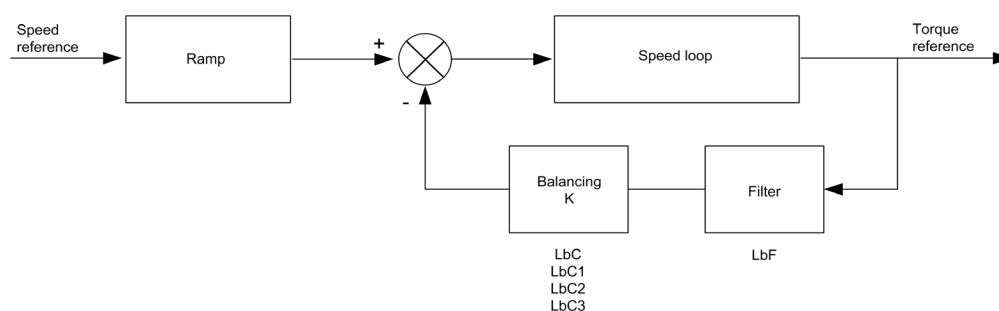 Speed
reference
Ramp
+
-
Speed loop
Torque
reference
Balancing
K
Filter
LbC
LbC1
LbC2
LbC3
LbF